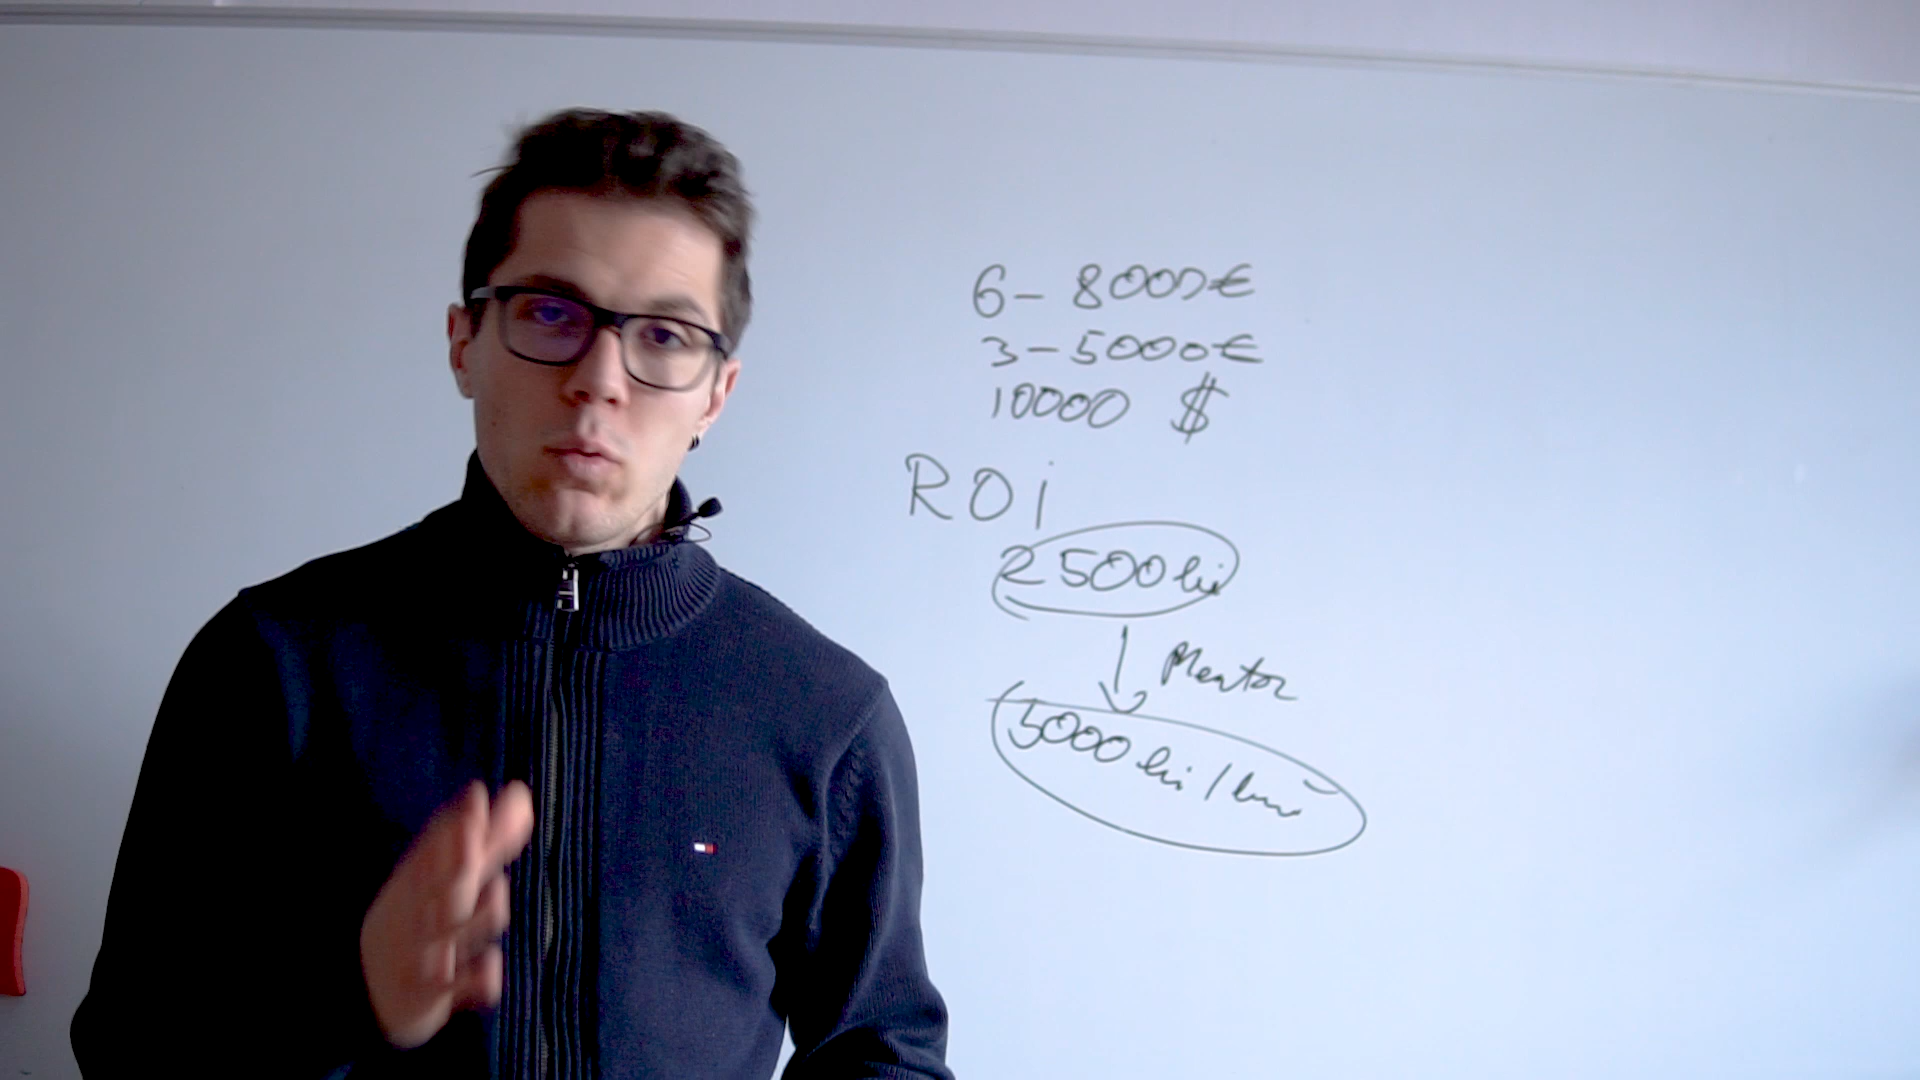 6 - 8000€
3 - 5000€
10000 $
ROi
2500 lei
Mentor
5000 lei / lună